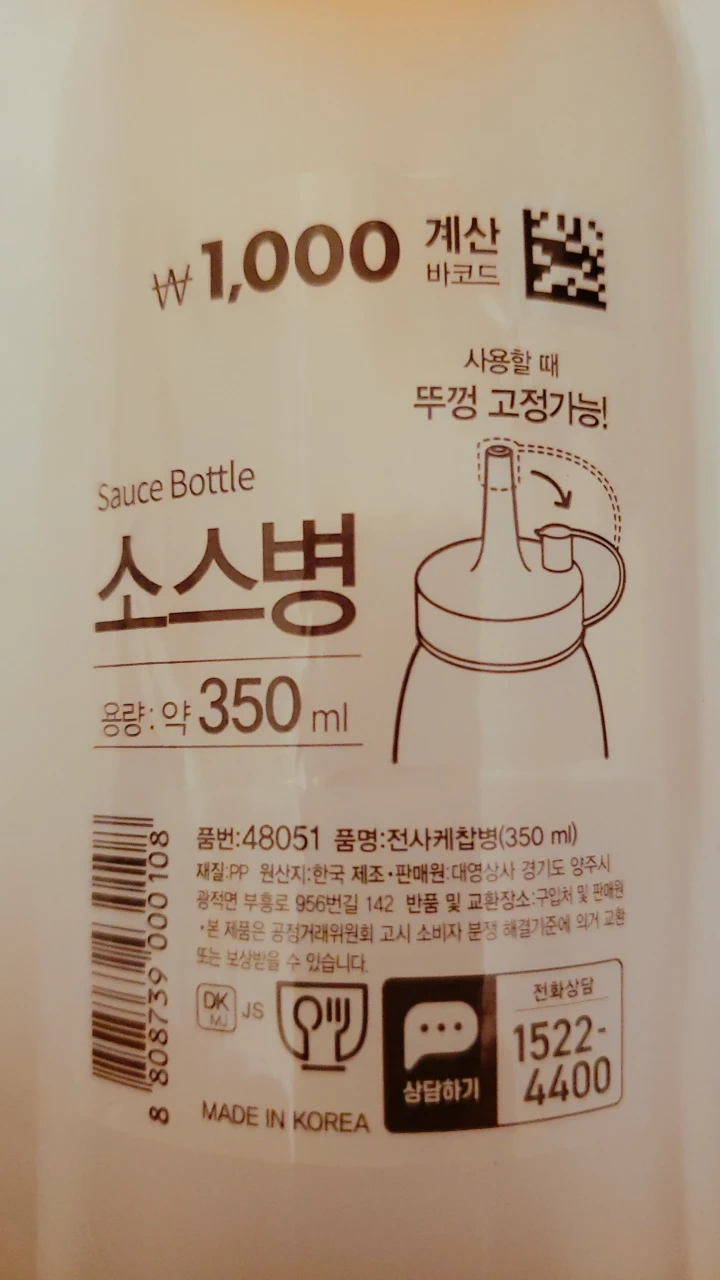 ₩1,000 계산 바코드
사용할 때
뚜껑 고정가능!
Sauce Bottle
소스병
용량: 약 350 ml
품번:48051 품명:전사케찹병(350 ml)
재질:PP 원산지:한국 제조·판매원:대영상사 경기도 양주시
광적면 부흥로 956번길 142 반품 및 교환장소:구입처 및 판매원
·본 제품은 공정거래위원회 고시 소비자 분쟁 해결기준에 의거 교환
또는 보상받을 수 있습니다.
8 808739 000108
DK
MJ
JS
상담하기
전화상담
1522-
4400
MADE IN KOREA